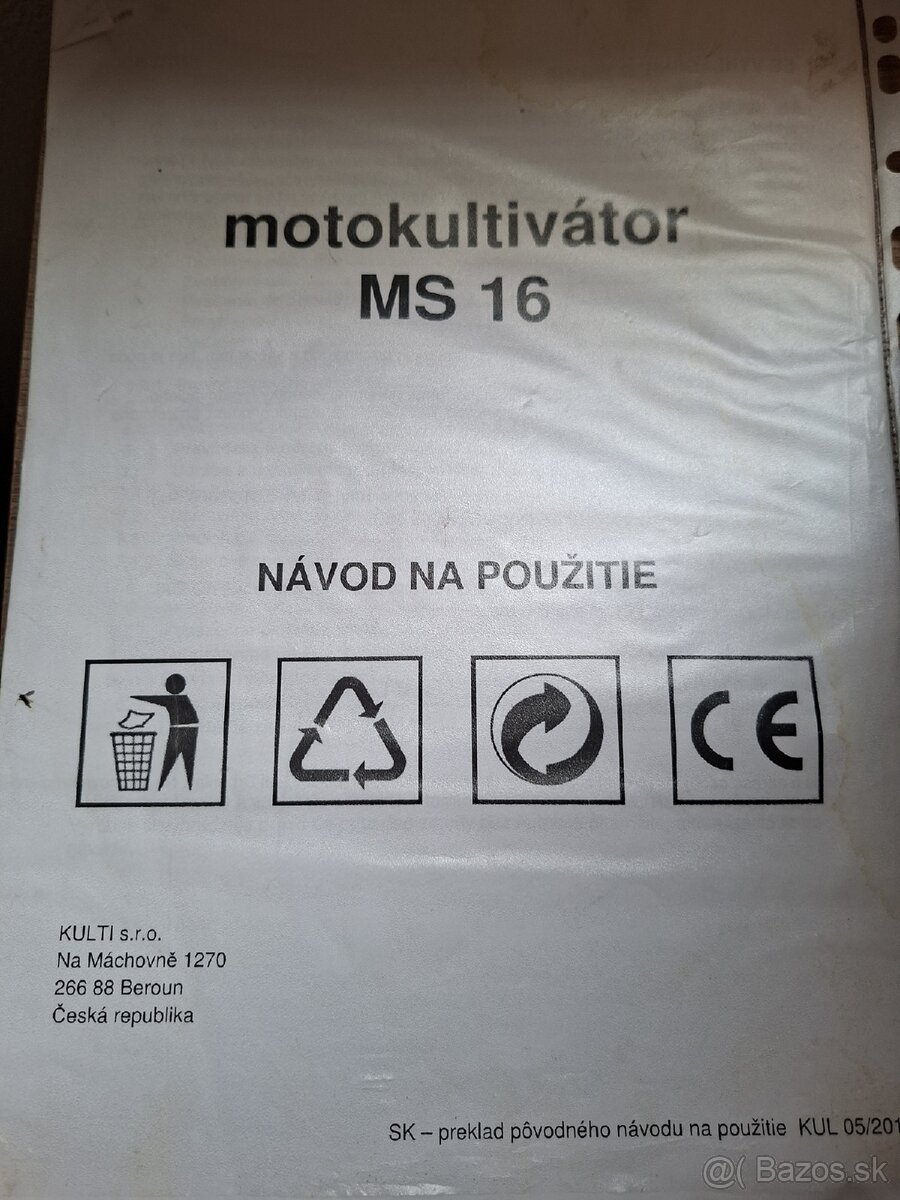 motokultivátor
MS 16
NÁVOD NA POUŽITIE
CE
KULTI s.r.o.
Na Máchovně 1270
266 88 Beroun
Česká republika
SK – preklad pôvodného návodu na použitie KUL 05/201
@( Bazos.sk